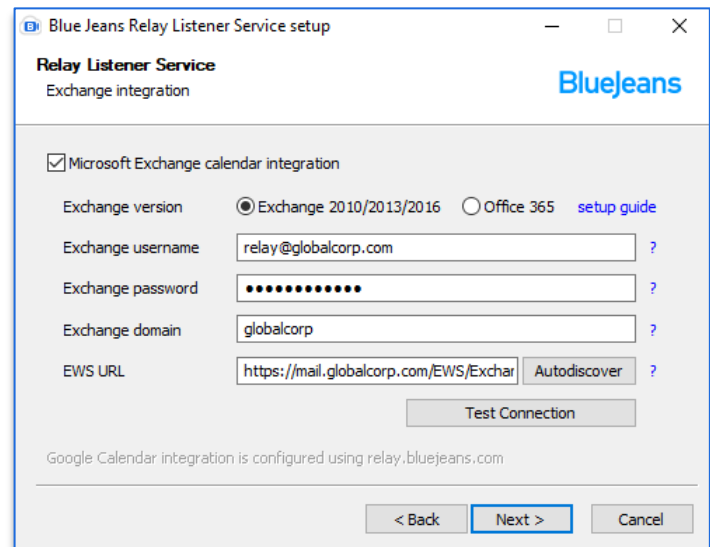 Blue Jeans Relay Listener Service setup
Relay Listener Service
Exchange integration
BlueJeans
Microsoft Exchange calendar integration
Exchange version Exchange 2010/2013/2016 Office 365 setup guide
Exchange username relay@globalcorp.com ?
Exchange password ●●●●●●●●●●●● ?
Exchange domain globalcorp ?
EWS URL https://mail.globalcorp.com/EWS/Exchar Autodiscover ?
Test Connection
Google Calendar integration is configured using relay.bluejeans.com
< Back Next > Cancel